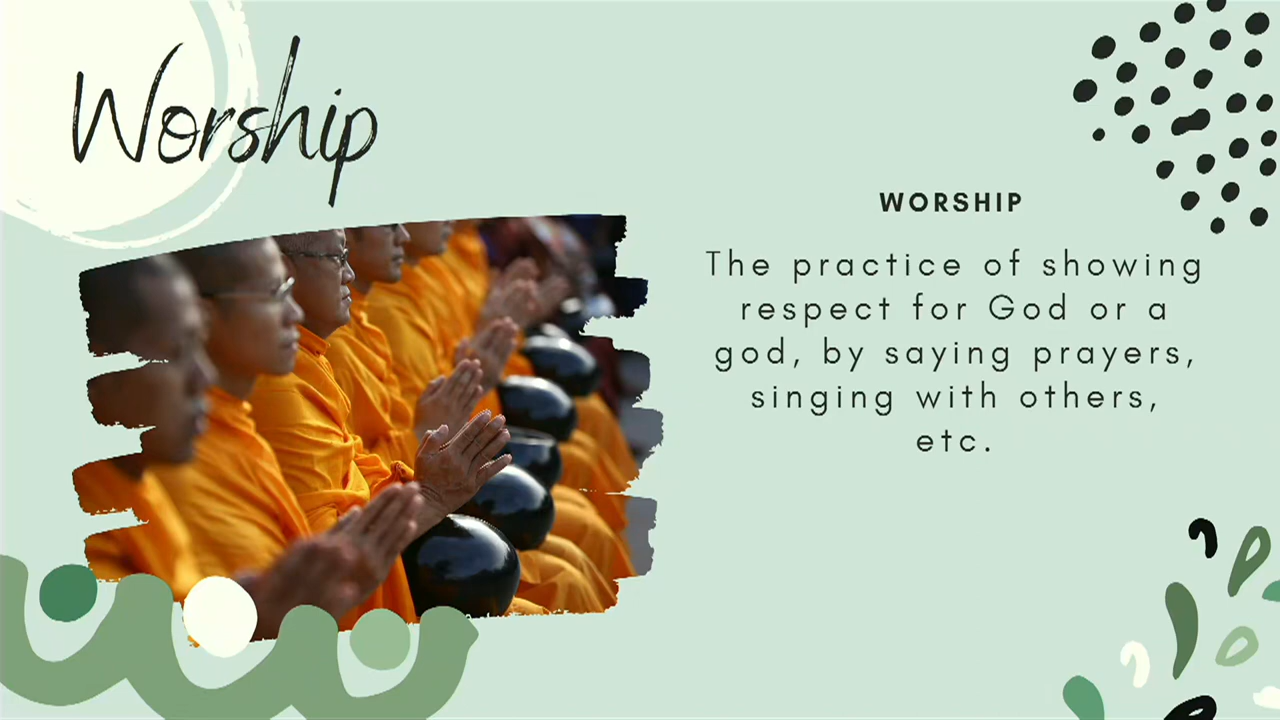 Worship
WORSHIP
The practice of showing
respect for God or a
god, by saying prayers,
singing with others,
etc.